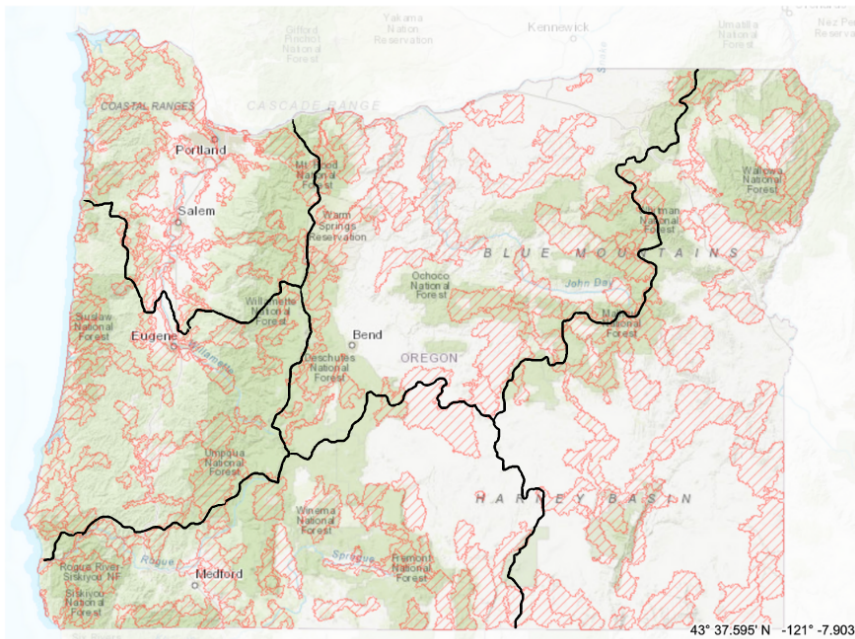 Yakama
Nation
Reservation
Gifford
Pinchot
National
Forest
Kennewick
Snake
Umatilla
National
Forest
Nez Per
Reserva
COASTAL RANGES
CASCADE RANGE
Portland
Mt Hood
National
Forest
Wallowa
National
Forest
Salem
Warm
Springs
Reservation
Whitman
National
Forest
BLUE MOUNTAINS
Ochoco
National
Forest
John Day
Willamette
National
Forest
Siuslaw
National
Forest
Eugene
Willamette
Bend
Deschutes
National
Forest
OREGON
National
Forest
Umpqua
National
Forest
HARNEY BASIN
Winema
National
Forest
Rogue
Sprague
Fremont
National
Forest
Rogue River
Siskiyou NF
Siskiyou
National
Forest
Medford
43° 37.595' N -121° -7.903